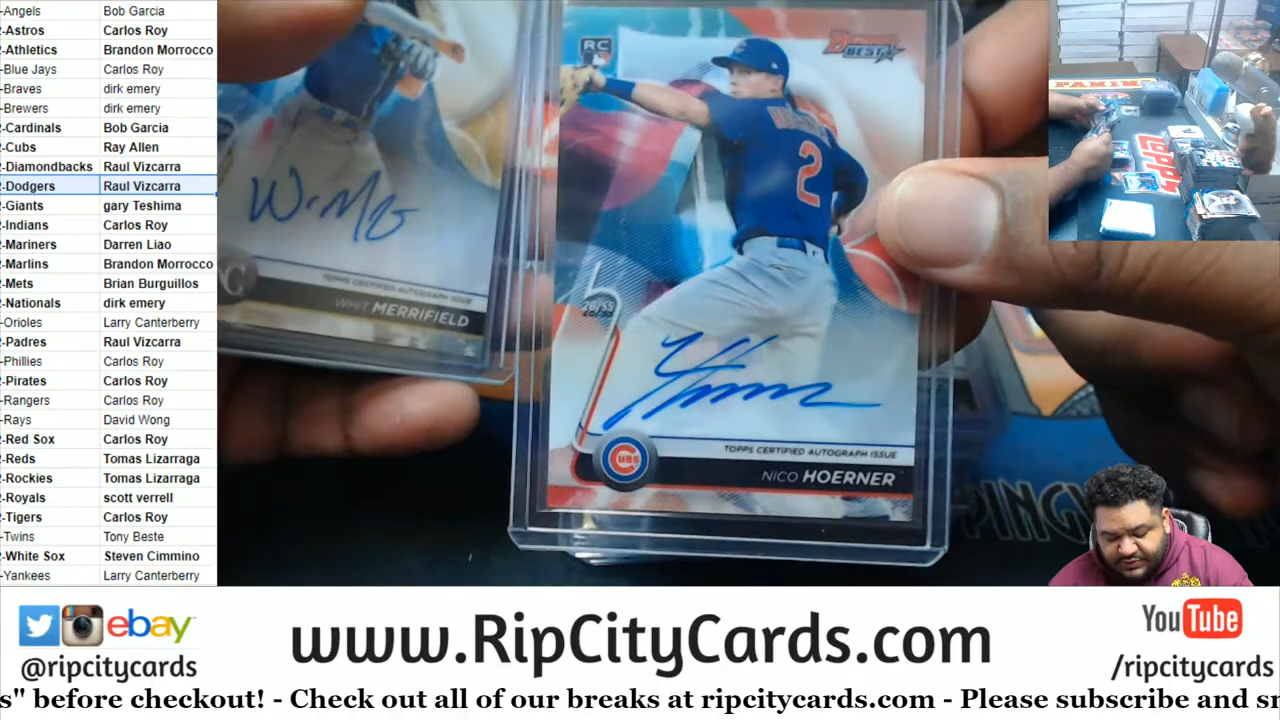 -Angels Bob Garcia
-Astros Carlos Roy
-Athletics Brandon Morrocco
-Blue Jays Carlos Roy
-Braves dirk emery
-Brewers dirk emery
-Cardinals Bob Garcia
-Cubs Ray Allen
-Diamondbacks Raul Vizcarra
-Dodgers Raul Vizcarra
-Giants gary Teshima
-Indians Carlos Roy
-Mariners Darren Liao
-Marlins Brandon Morrocco
-Mets Brian Burguillos
-Nationals dirk emery
-Orioles Larry Canterberry
-Padres Raul Vizcarra
-Phillies Carlos Roy
-Pirates Carlos Roy
-Rangers Carlos Roy
-Rays David Wong
-Red Sox Carlos Roy
-Reds Tomas Lizarraga
-Rockies Tomas Lizarraga
-Royals scott verrell
-Tigers Carlos Roy
-Twins Tony Beste
-White Sox Steven Cimmino
-Yankees Larry Canterberry
TOPPS CERTIFIED AUTOGRAPH ISSUE
WHIT MERRIFIELD
RC
Bowman's
BEST
2
TOPPS CERTIFIED AUTOGRAPH ISSUE
CUBS
NICO HOERNER
PANINI
TOPPS
PING
ebay
@ripcitycards
www.RipCityCards.com
YouTube
/ripcitycards
s" before checkout! - Check out all of our breaks at ripcitycards.com - Please subscribe and sm